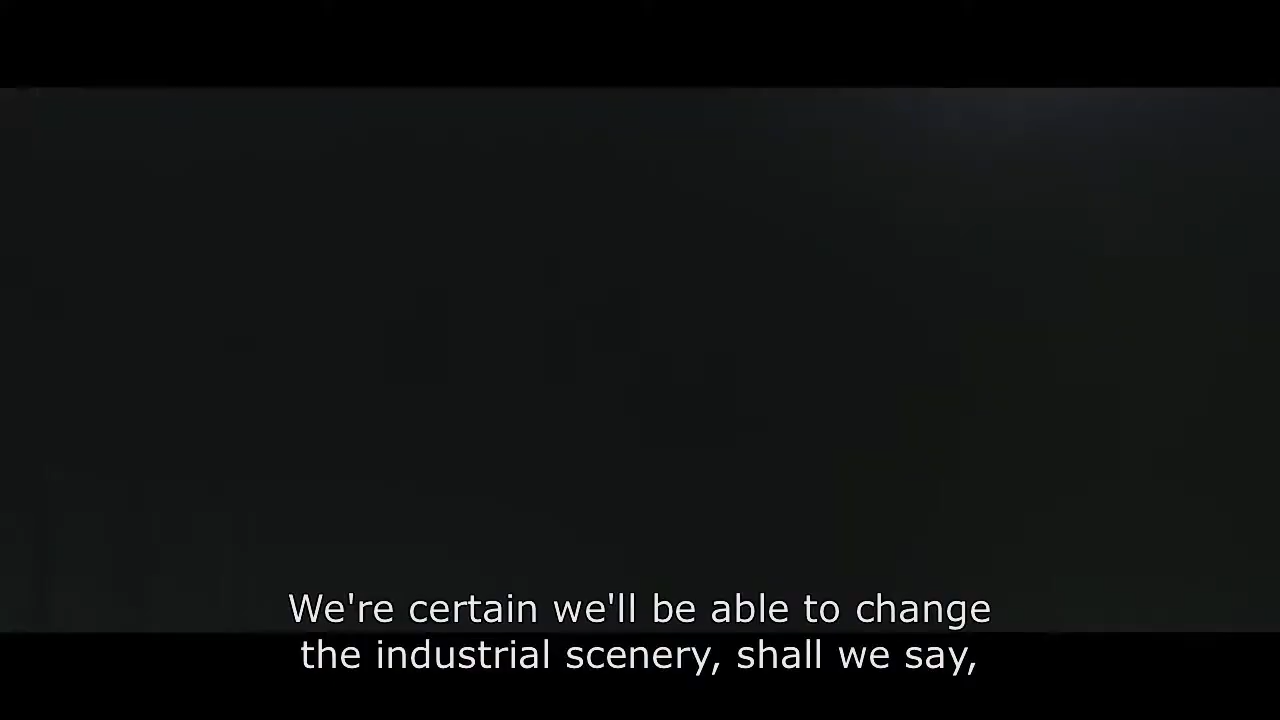 We're certain we'll be able to change
the industrial scenery, shall we say,